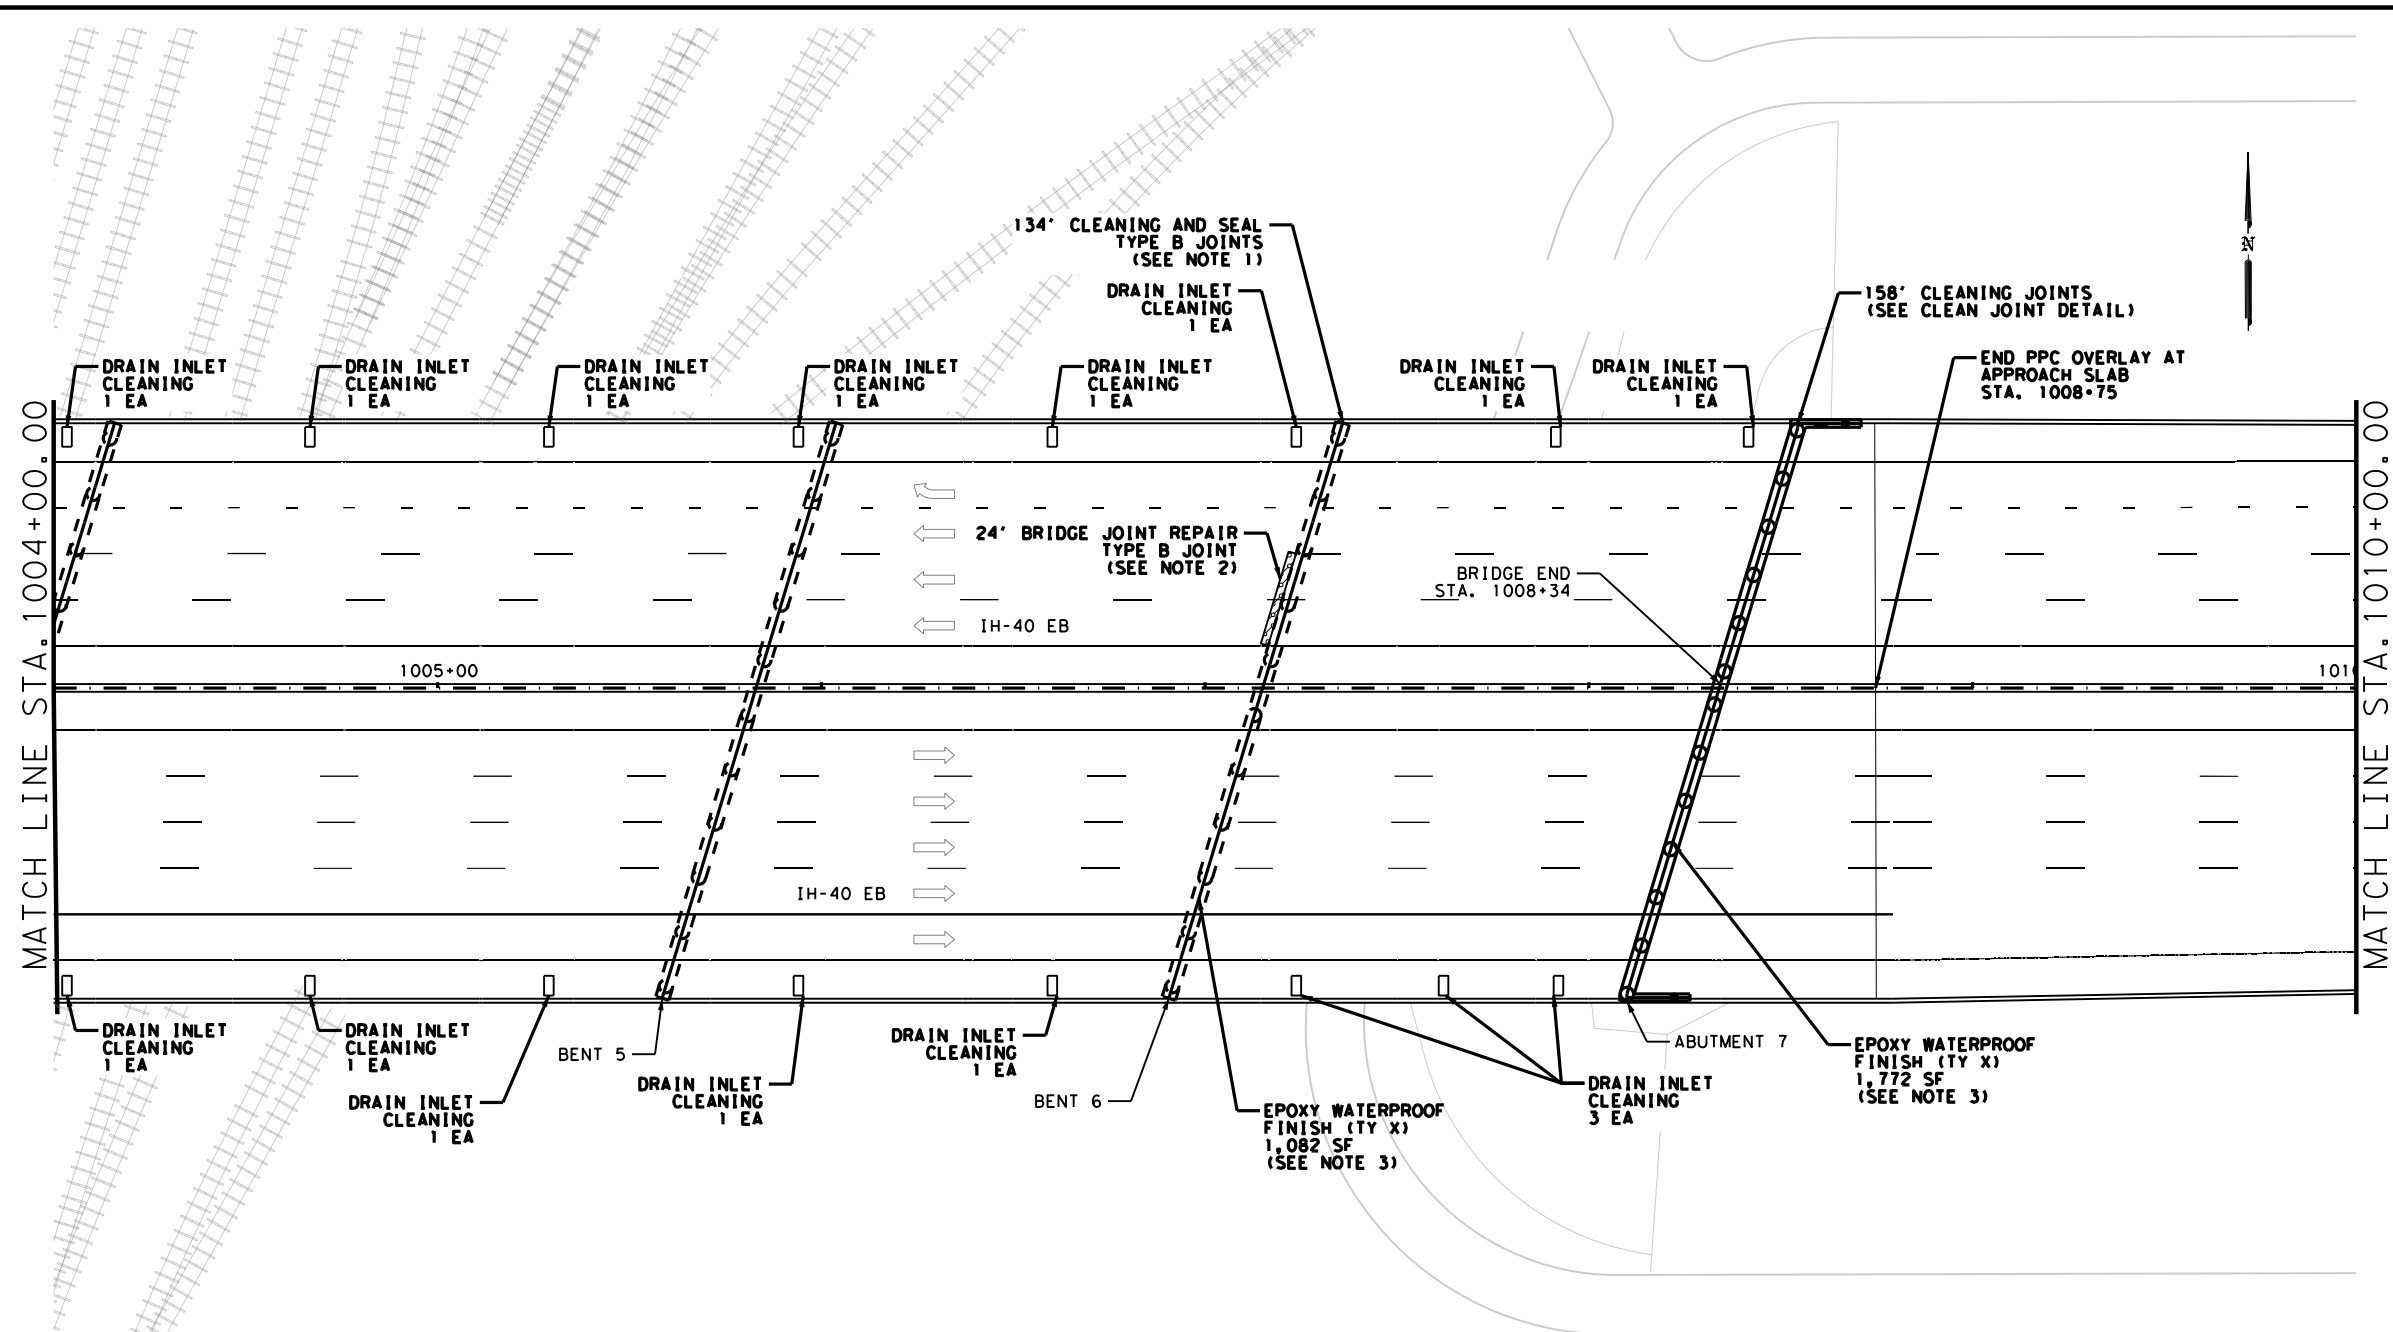 134' CLEANING AND SEAL
TYPE B JOINTS
(SEE NOTE 1)
DRAIN INLET
CLEANING
1 EA
158' CLEANING JOINTS
(SEE CLEAN JOINT DETAIL)
N
DRAIN INLET
CLEANING
1 EA
DRAIN INLET
CLEANING
1 EA
DRAIN INLET
CLEANING
1 EA
DRAIN INLET
CLEANING
1 EA
DRAIN INLET
CLEANING
1 EA
DRAIN INLET
CLEANING
1 EA
DRAIN INLET
CLEANING
1 EA
END PPC OVERLAY AT
APPROACH SLAB
STA. 1008+75
MATCH LINE STA. 1004+00.00
24' BRIDGE JOINT REPAIR
TYPE B JOINT
(SEE NOTE 2)
BRIDGE END
STA. 1008+34
IH-40 EB
1005+00
101
MATCH LINE STA. 1010+00.00
IH-40 EB
DRAIN INLET
CLEANING
1 EA
DRAIN INLET
CLEANING
1 EA
DRAIN INLET
CLEANING
1 EA
BENT 5
DRAIN INLET
CLEANING
1 EA
DRAIN INLET
CLEANING
1 EA
BENT 6
EPOXY WATERPROOF
FINISH (TY X)
1,082 SF
(SEE NOTE 3)
DRAIN INLET
CLEANING
3 EA
ABUTMENT 7
EPOXY WATERPROOF
FINISH (TY X)
1,772 SF
(SEE NOTE 3)